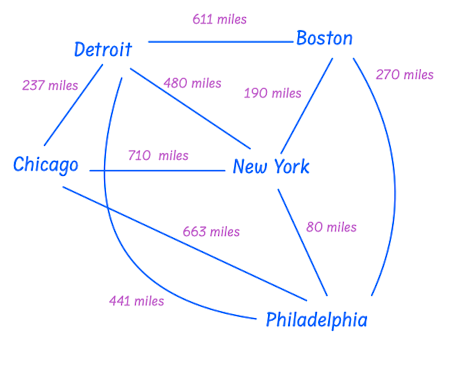 611 miles
Detroit
Boston
237 miles
480 miles
190 miles
270 miles
Chicago
710 miles
New York
663 miles
80 miles
441 miles
Philadelphia